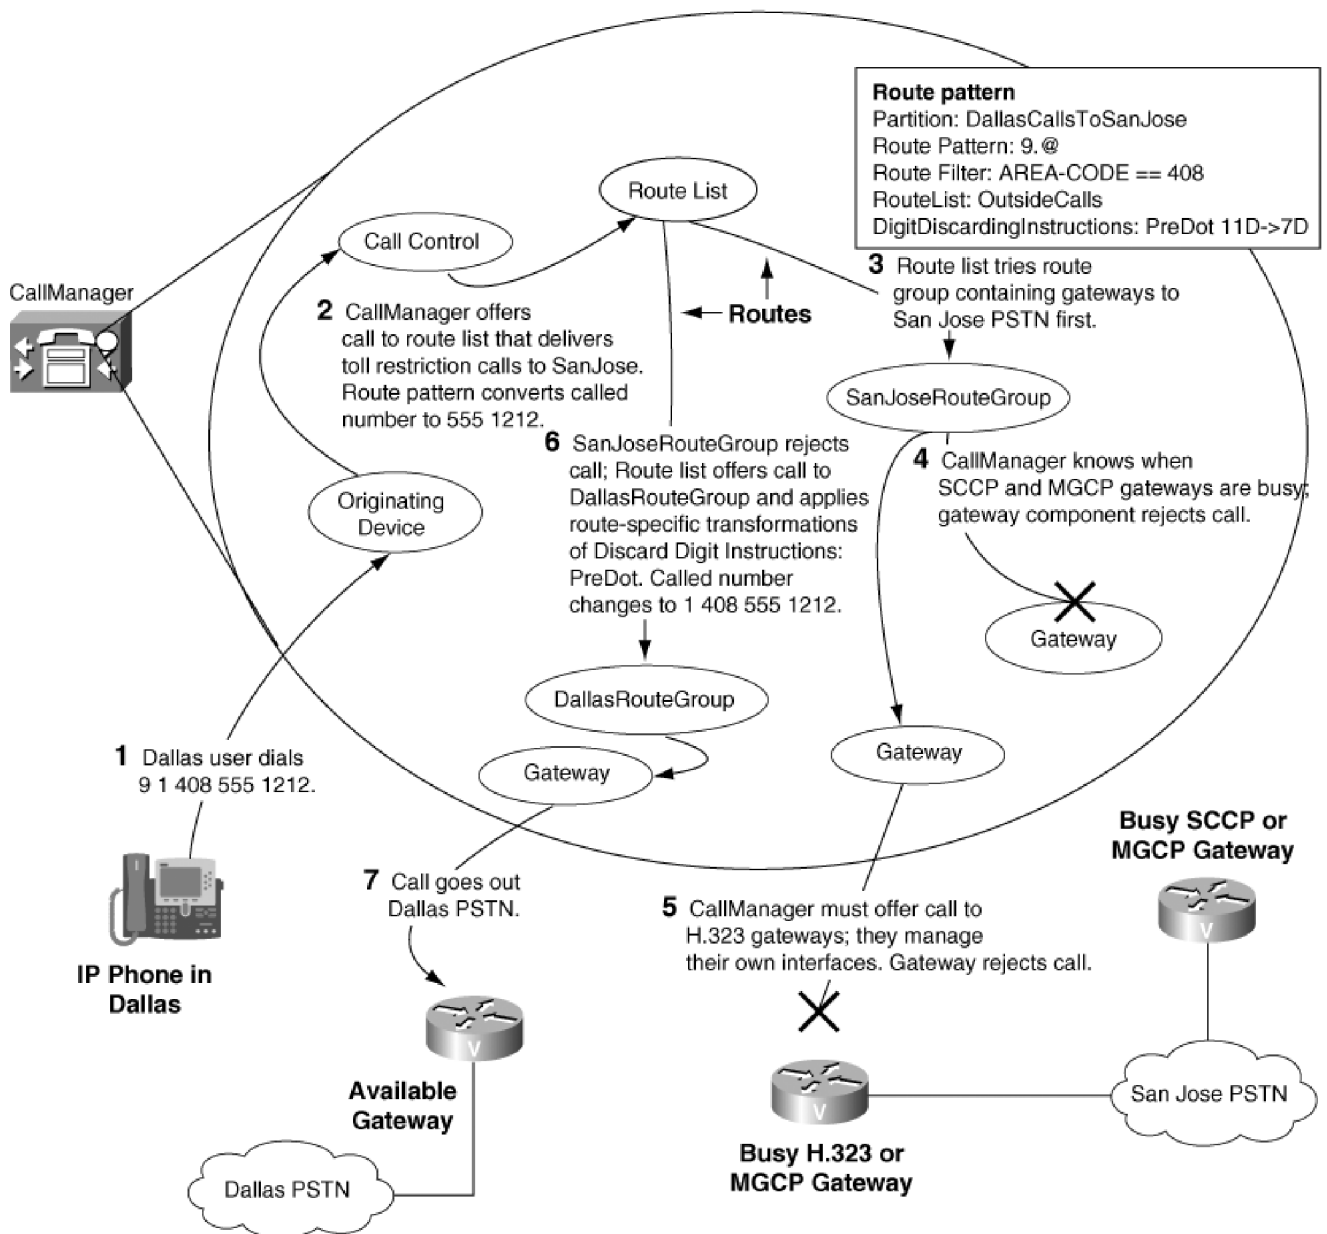 Route pattern
Partition: DallasCallsToSanJose
Route Pattern: 9.@
Route Filter: AREA-CODE == 408
RouteList: OutsideCalls
DigitDiscardingInstructions: PreDot 11D->7D
Route List
Call Control
CallManager
2 CallManager offers
call to route list that delivers
toll restriction calls to SanJose.
Route pattern converts called
number to 555 1212.
Routes
3 Route list tries route
group containing gateways to
San Jose PSTN first.
SanJoseRouteGroup
6 SanJoseRouteGroup rejects
call; Route list offers call to
DallasRouteGroup and applies
route-specific transformations
of Discard Digit Instructions:
PreDot. Called number
changes to 1 408 555 1212.
4 CallManager knows when
SCCP and MGCP gateways are busy;
gateway component rejects call.
Originating
Device
Gateway
DallasRouteGroup
1 Dallas user dials
9 1 408 555 1212.
Gateway
Gateway
Busy SCCP or
MGCP Gateway
V
7 Call goes out
Dallas PSTN.
5 CallManager must offer call to
H.323 gateways; they manage
their own interfaces. Gateway rejects call.
IP Phone in
Dallas
V
Available
Gateway
V
San Jose PSTN
Busy H.323 or
MGCP Gateway
Dallas PSTN